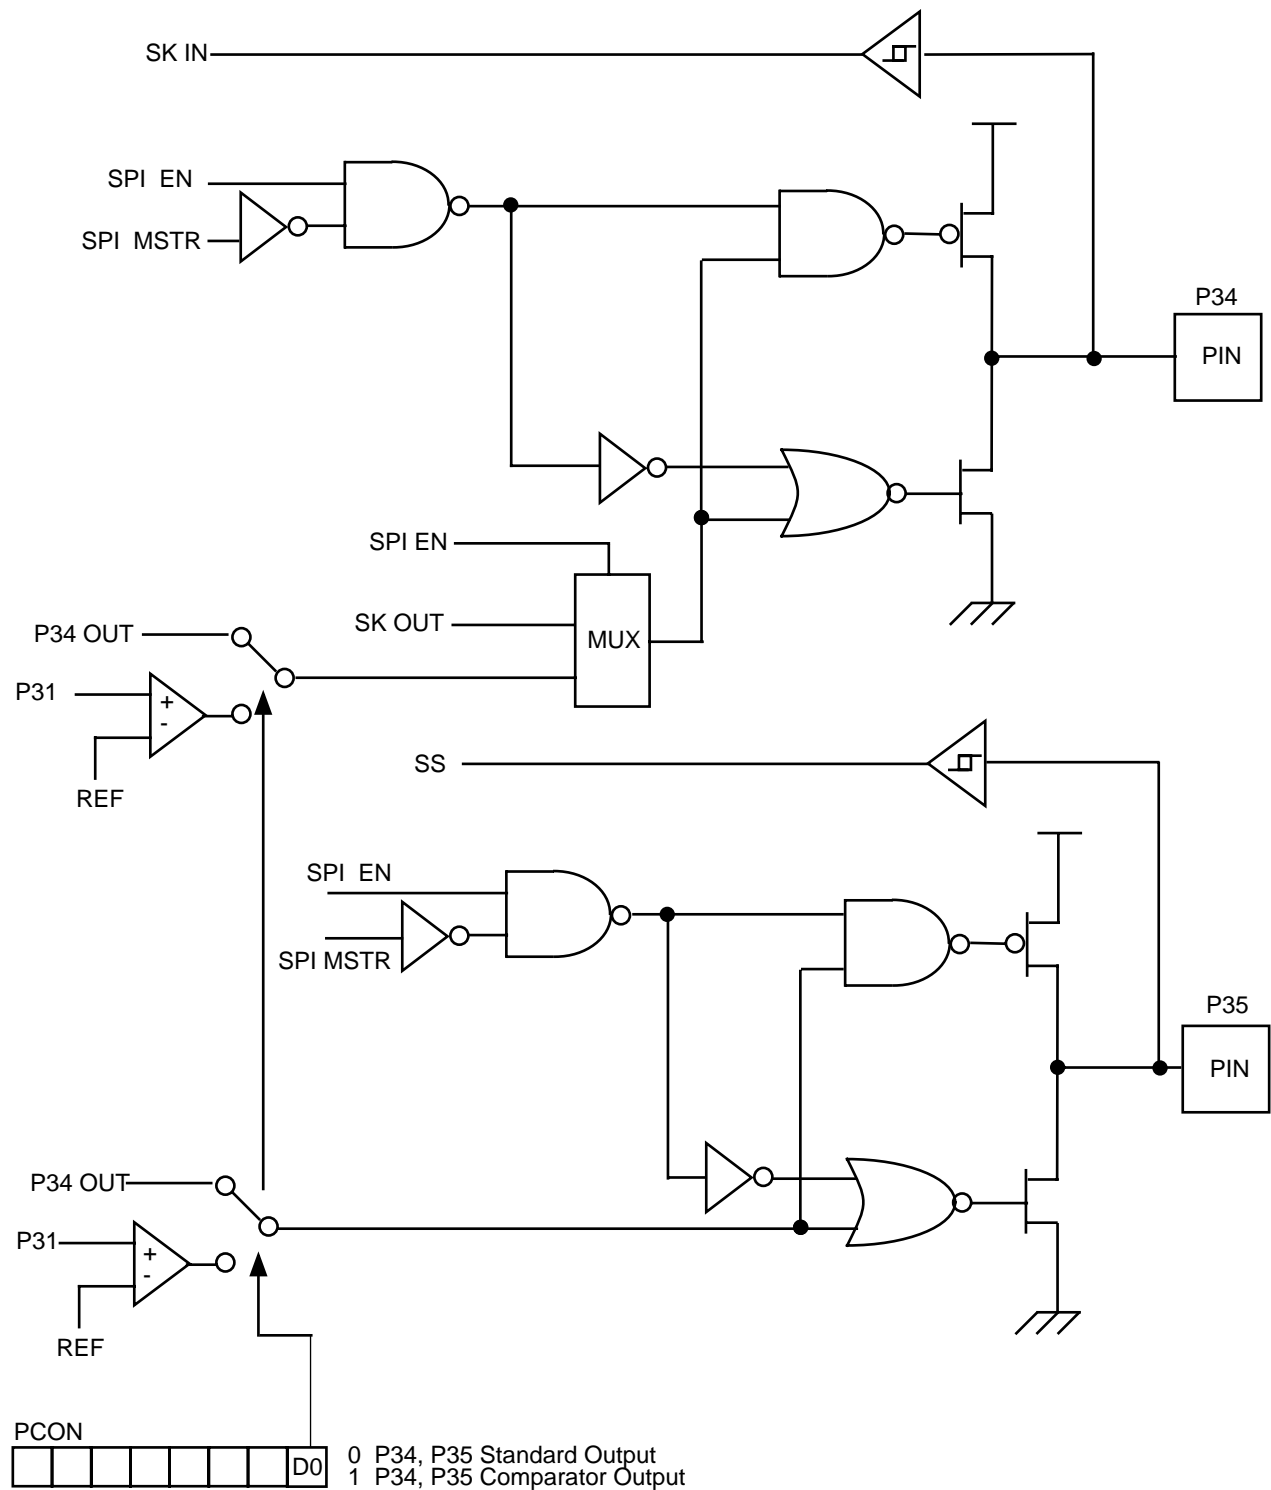 SK IN
SPI  EN
SPI  MSTR
P34
PIN
SPI EN
SK OUT
MUX
P34 OUT
P31
+
-
REF
SS
SPI  EN
SPI MSTR
P35
PIN
P34 OUT
P31
+
-
REF
PCON
D0
0  P34, P35 Standard Output
1  P34, P35 Comparator Output